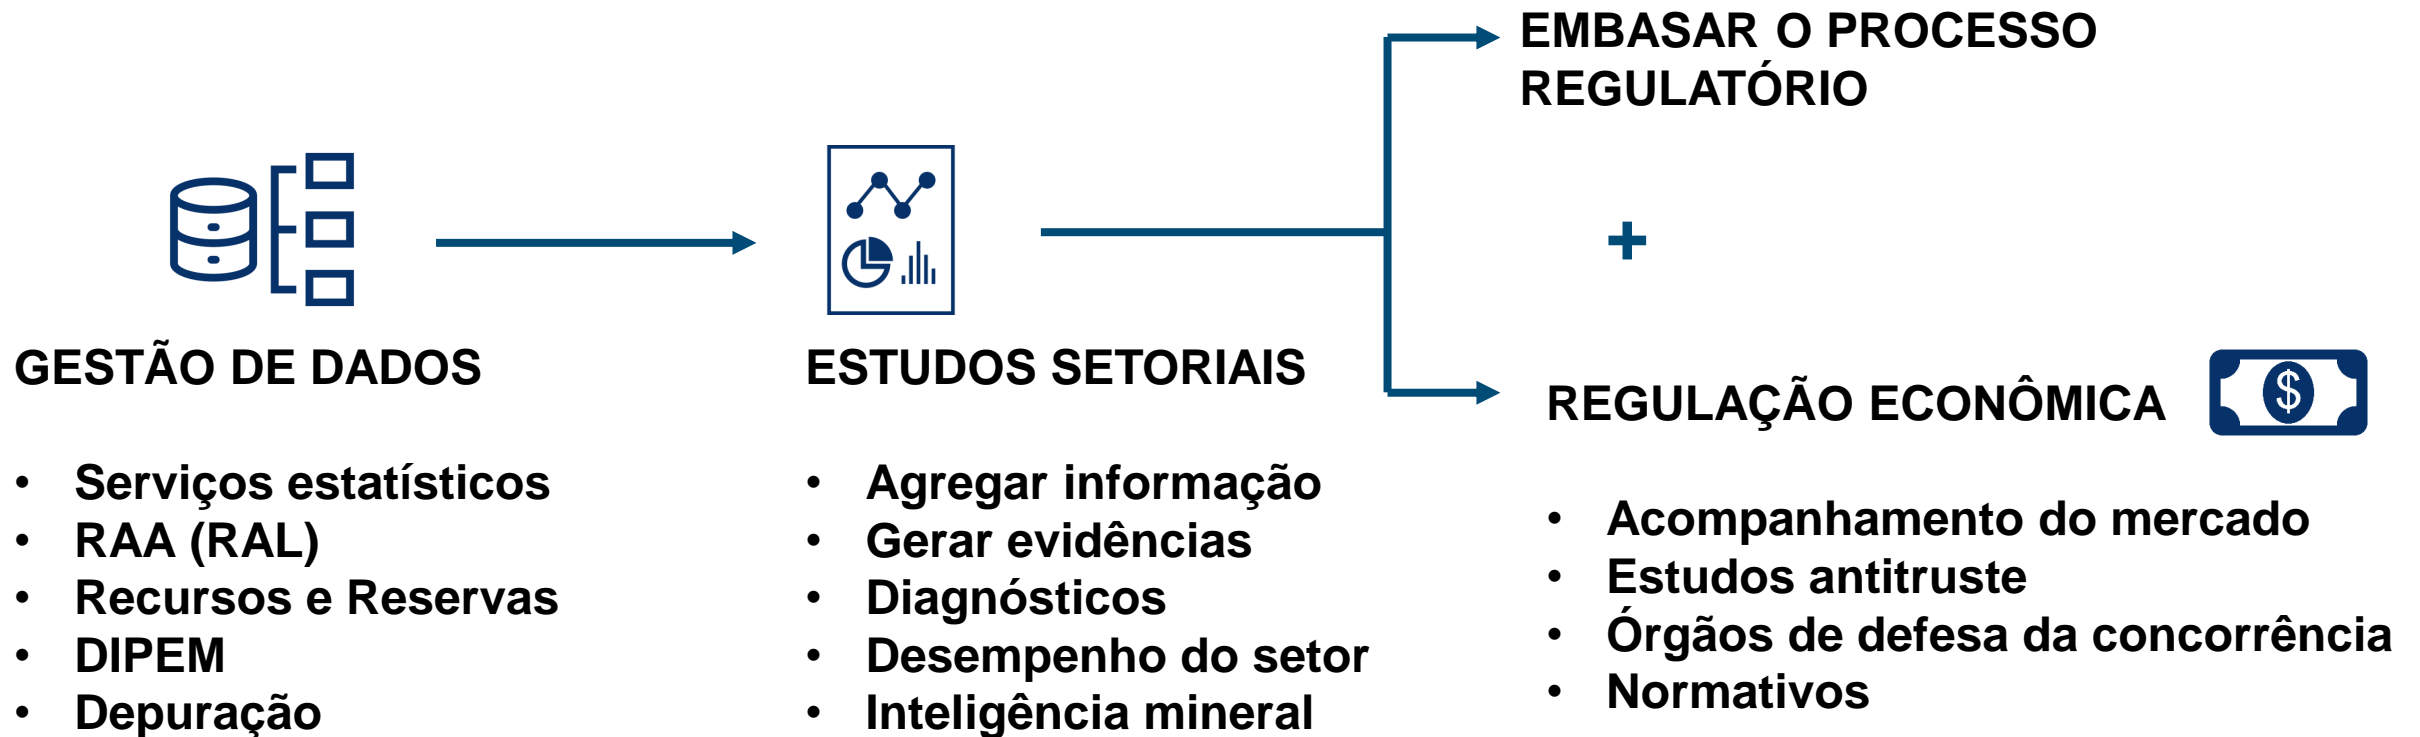 EMBASAR O PROCESSO
REGULATÓRIO
+
GESTÃO DE DADOS
• Serviços estatísticos
• RAA (RAL)
• Recursos e Reservas
• DIPEM
• Depuração
ESTUDOS SETORIAIS
• Agregar informação
• Gerar evidências
• Diagnósticos
• Desempenho do setor
• Inteligência mineral
REGULAÇÃO ECONÔMICA
$
• Acompanhamento do mercado
• Estudos antitruste
• Órgãos de defesa da concorrência
• Normativos